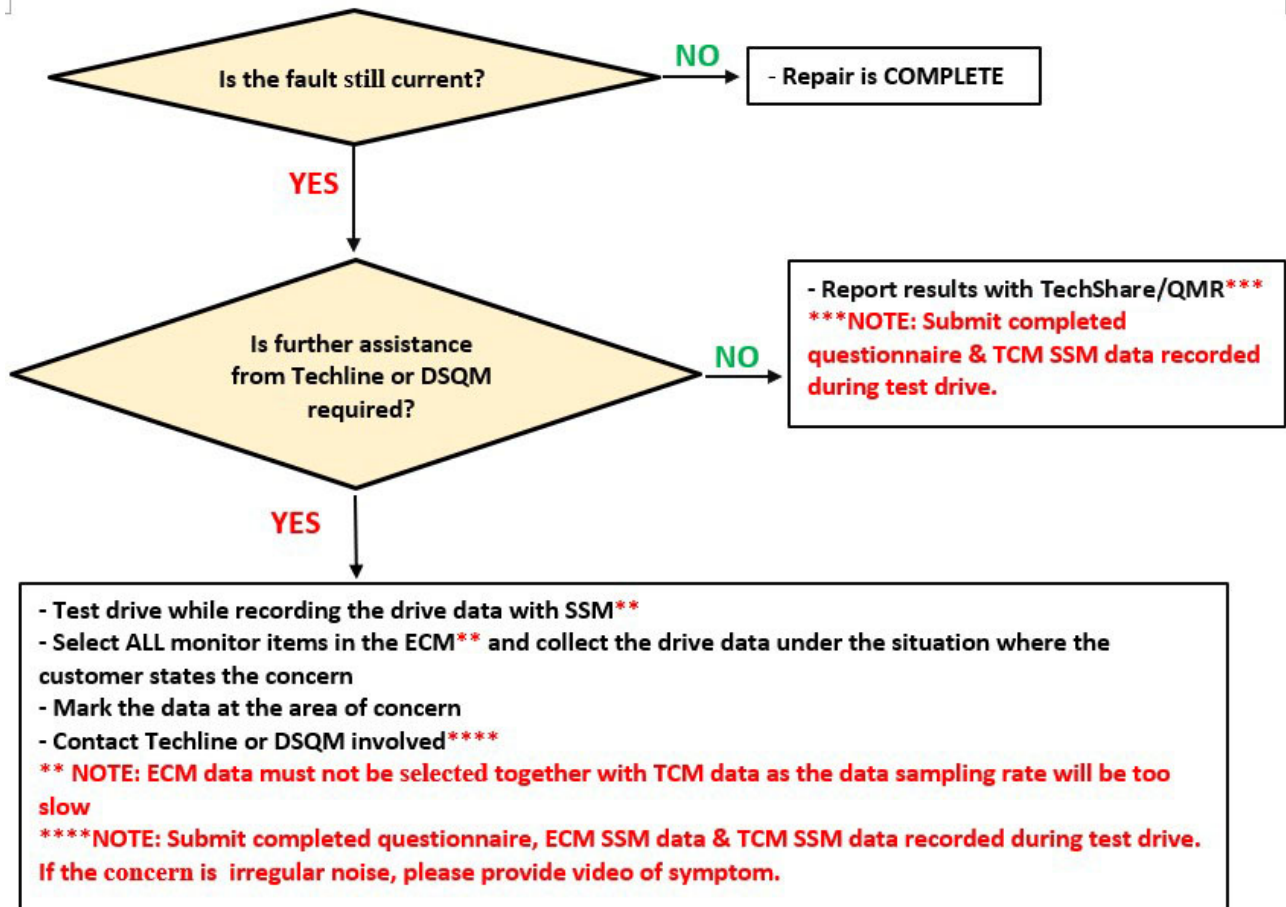 Is the fault still current?
NO
- Repair is COMPLETE
YES
Is further assistance
from Techline or DSQM
required?
NO
- Report results with TechShare/QMR***
***NOTE: Submit completed
questionnaire & TCM SSM data recorded
during test drive.
YES
- Test drive while recording the drive data with SSM**
- Select ALL monitor items in the ECM** and collect the drive data under the situation where the
customer states the concern
- Mark the data at the area of concern
- Contact Techline or DSQM involved****
** NOTE: ECM data must not be selected together with TCM data as the data sampling rate will be too
slow
****NOTE: Submit completed questionnaire, ECM SSM data & TCM SSM data recorded during test drive.
If the concern is irregular noise, please provide video of symptom.